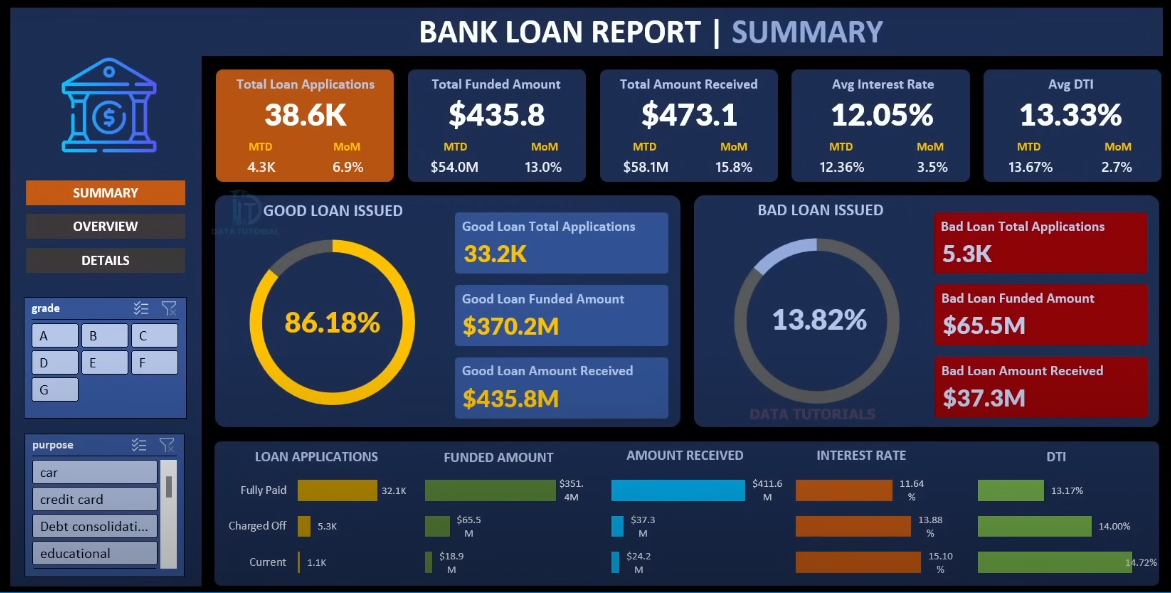 BANK LOAN REPORT | SUMMARY
Total Loan Applications
38.6K
MTD MoM
4.3K 6.9%
Total Funded Amount
$435.8
MTD MoM
$54.0M 13.0%
Total Amount Received
$473.1
MTD MoM
$58.1M 15.8%
Avg Interest Rate
12.05%
MTD MoM
12.36% 3.5%
Avg DTI
13.33%
MTD MoM
13.67% 2.7%
SUMMARY
OVERVIEW
DETAILS
grade
A B C
D E F
G
purpose
car
credit card
Debt consolidati...
educational
DATA TUTORIALS
GOOD LOAN ISSUED
86.18%
Good Loan Total Applications
33.2K
Good Loan Funded Amount
$370.2M
Good Loan Amount Received
$435.8M
BAD LOAN ISSUED
13.82%
DATA TUTORIALS
Bad Loan Total Applications
5.3K
Bad Loan Funded Amount
$65.5M
Bad Loan Amount Received
$37.3M
LOAN APPLICATIONS FUNDED AMOUNT AMOUNT RECEIVED INTEREST RATE DTI
Fully Paid 32.1K $351.4M $411.6M 11.64% 13.17%
Charged Off 5.3K $65.5M $37.3M 13.88% 14.00%
Current 1.1K $18.9M $24.2M 15.10% 14.72%